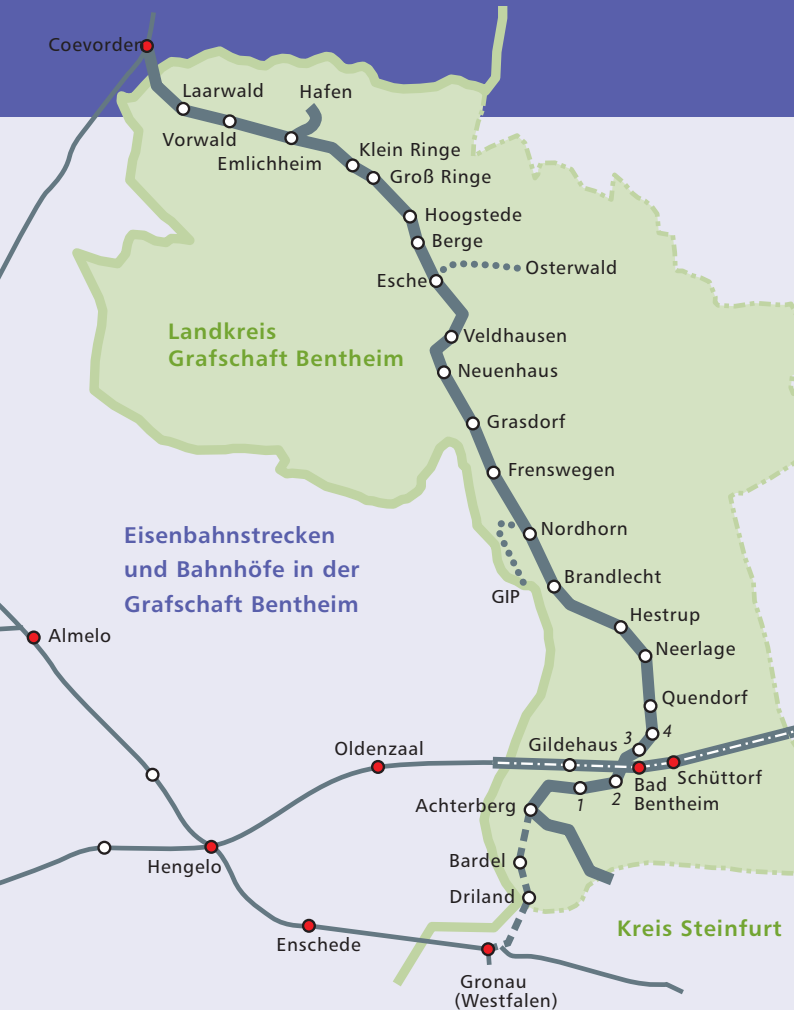 Coevorden
Laarwald
Hafen
Vorwald
Emlichheim
Klein Ringe
Groß Ringe
Hoogstede
Berge
Osterwald
Esche
Landkreis
Grafschaft Bentheim
Veldhausen
Neuenhaus
Grasdorf
Frenswegen
Eisenbahnstrecken
und Bahnhöfe in der
Grafschaft Bentheim
Nordhorn
Brandlecht
GIP
Hestrup
Almelo
Neerlage
Quendorf
Oldenzaal
Gildehaus
3
4
Schüttorf
Bad
Bentheim
Achterberg
1
2
Bardel
Hengelo
Driland
Kreis Steinfurt
Enschede
Gronau
(Westfalen)